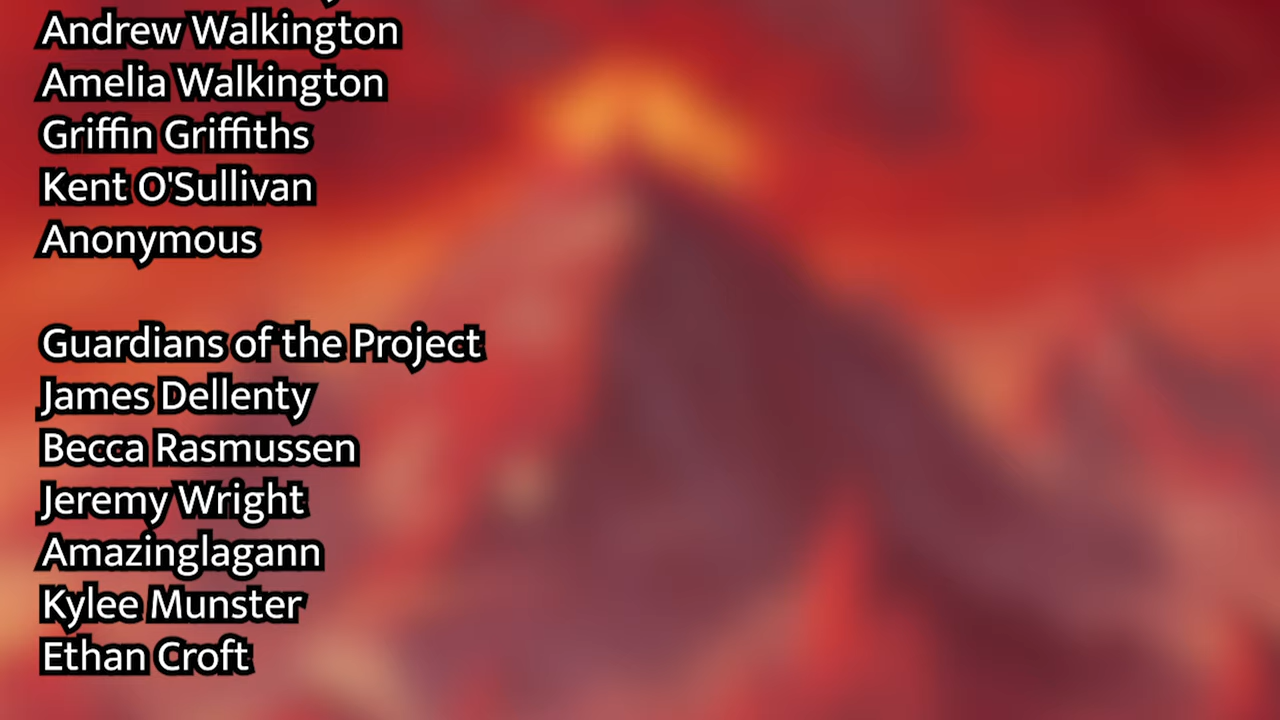 Andrew Walkington
Amelia Walkington
Griffin Griffiths
Kent O'Sullivan
Anonymous
Guardians of the Project
James Dellenty
Becca Rasmussen
Jeremy Wright
Amazinglagann
Kylee Munster
Ethan Croft